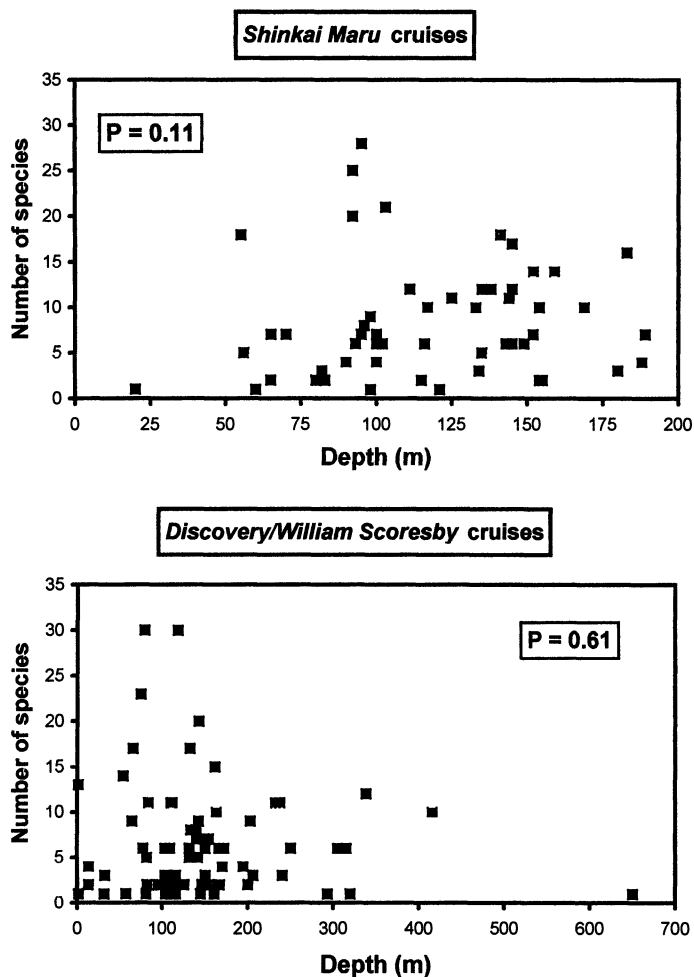 Shinkai Maru cruises
35
30
25
20
15
10
5
0
Number of species
P = 0.11
0 25 50 75 100 125 150 175 200
Depth (m)
Discovery/William Scoresby cruises
35
30
25
20
15
10
5
0
Number of species
P = 0.61
0 100 200 300 400 500 600 700
Depth (m)